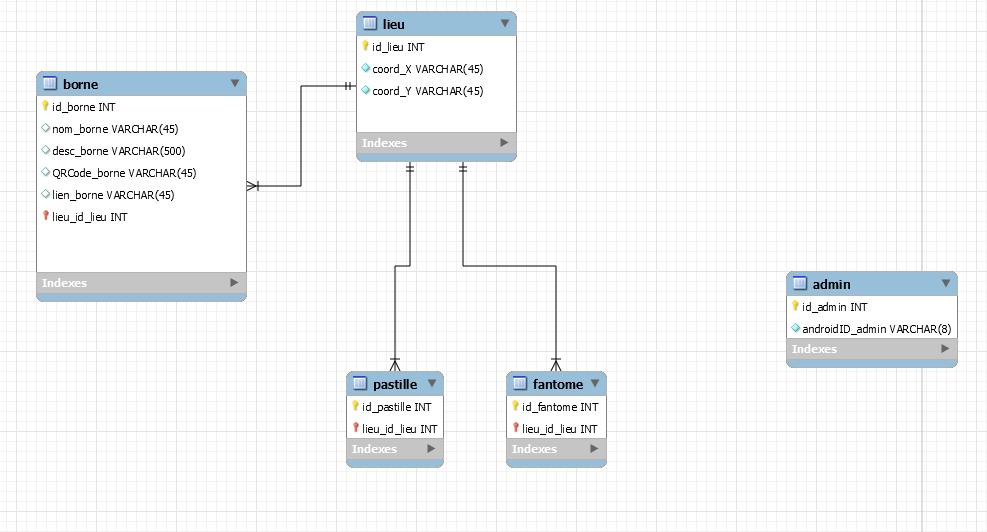 lieu
id_lieu INT
coord_X VARCHAR(45)
coord_Y VARCHAR(45)
Indexes
borne
id_borne INT
nom_borne VARCHAR(45)
desc_borne VARCHAR(500)
QRCode_borne VARCHAR(45)
lien_borne VARCHAR(45)
lieu_id_lieu INT
Indexes
admin
id_admin INT
androidID_admin VARCHAR(8)
Indexes
pastille
id_pastille INT
lieu_id_lieu INT
Indexes
fantome
id_fantome INT
lieu_id_lieu INT
Indexes